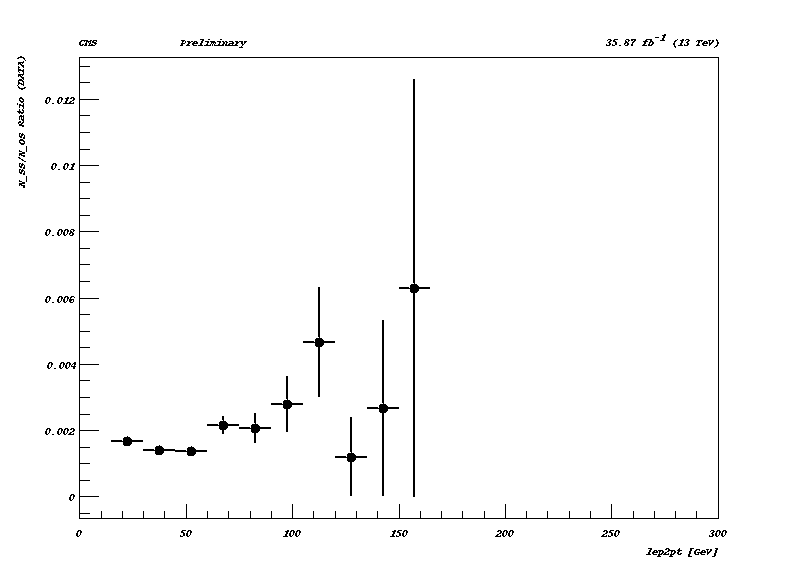 CMS Preliminary 35.87 fb⁻¹ (13 TeV)
N_SS/N_OS Ratio (DATA)
0.012
0.01
0.008
0.006
0.004
0.002
0
0 50 100 150 200 250 300
lep2pt [GeV]